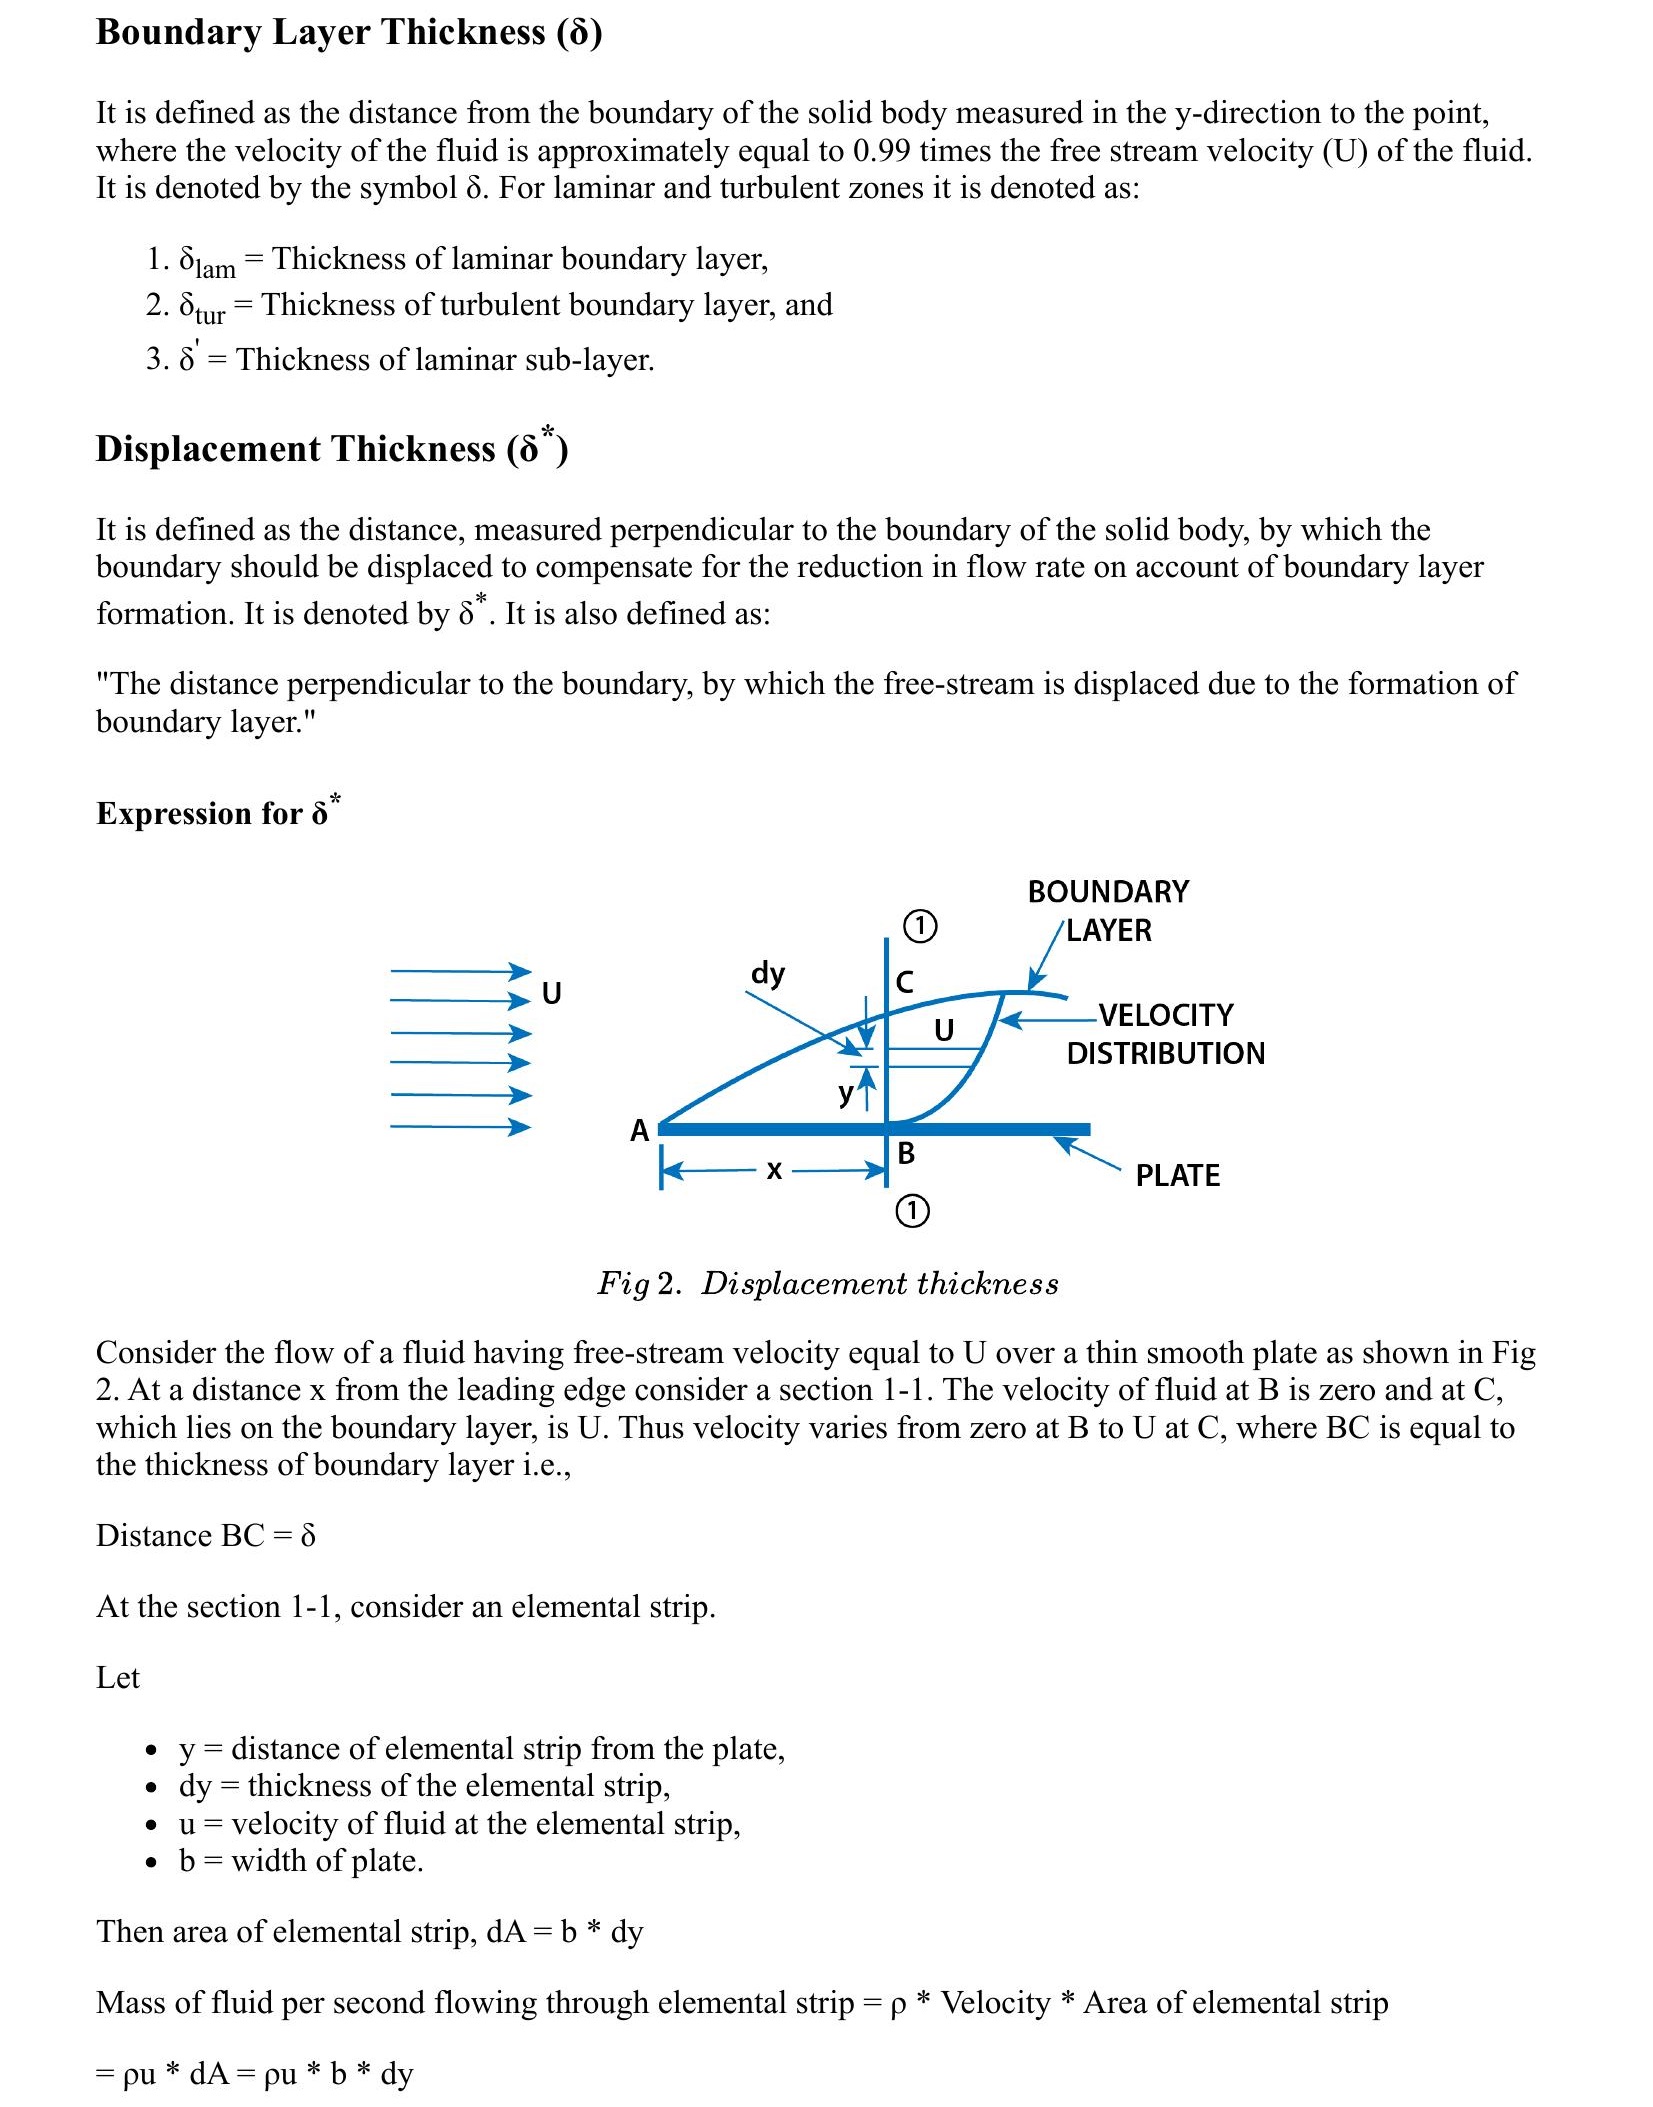 Boundary Layer Thickness (δ)
It is defined as the distance from the boundary of the solid body measured in the y-direction to the point,
where the velocity of the fluid is approximately equal to 0.99 times the free stream velocity (U) of the fluid.
It is denoted by the symbol δ. For laminar and turbulent zones it is denoted as:
1. δlam = Thickness of laminar boundary layer,
2. δtur = Thickness of turbulent boundary layer, and
3. δ' = Thickness of laminar sub-layer.
Displacement Thickness (δ*)
It is defined as the distance, measured perpendicular to the boundary of the solid body, by which the
boundary should be displaced to compensate for the reduction in flow rate on account of boundary layer
formation. It is denoted by δ*. It is also defined as:
"The distance perpendicular to the boundary, by which the free-stream is displaced due to the formation of
boundary layer."
Expression for δ*
BOUNDARY
LAYER
①
dy
C
U
VELOCITY
DISTRIBUTION
U
y
A
B
x
PLATE
①
Fig 2. Displacement thickness
Consider the flow of a fluid having free-stream velocity equal to U over a thin smooth plate as shown in Fig
2. At a distance x from the leading edge consider a section 1-1. The velocity of fluid at B is zero and at C,
which lies on the boundary layer, is U. Thus velocity varies from zero at B to U at C, where BC is equal to
the thickness of boundary layer i.e.,
Distance BC = δ
At the section 1-1, consider an elemental strip.
Let
• y = distance of elemental strip from the plate,
• dy = thickness of the elemental strip,
• u = velocity of fluid at the elemental strip,
• b = width of plate.
Then area of elemental strip, dA = b * dy
Mass of fluid per second flowing through elemental strip = ρ * Velocity * Area of elemental strip
= ρu * dA = ρu * b * dy